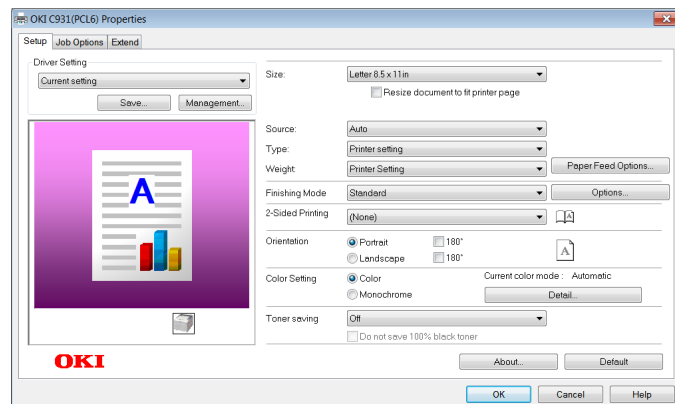 OKI C931(PCL6) Properties
Setup Job Options Extend
Driver Setting
Current setting
Save... Management...
A
OKI
Size: Letter 8.5 x 11in
Resize document to fit printer page
Source: Auto
Type: Printer setting
Weight: Printer Setting Paper Feed Options...
Finishing Mode Standard Options...
2-Sided Printing (None) A
Orientation Portrait 180°
Landscape 180° A
Color Setting Color Current color mode : Automatic
Monochrome Detail...
Toner saving Off
Do not save 100% black toner
About... Default
OK Cancel Help